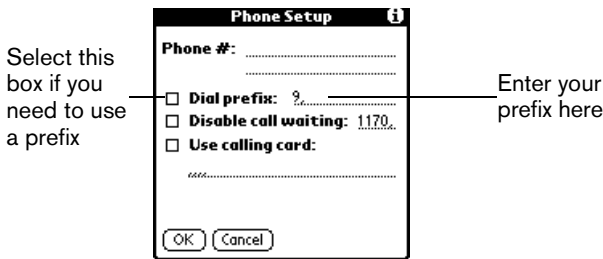 Phone Setup
Phone #:
Select this
box if you
need to use
a prefix
Dial prefix: 9,
Enter your
prefix here
Disable call waiting: 1170,
Use calling card:
,,,,
OK Cancel